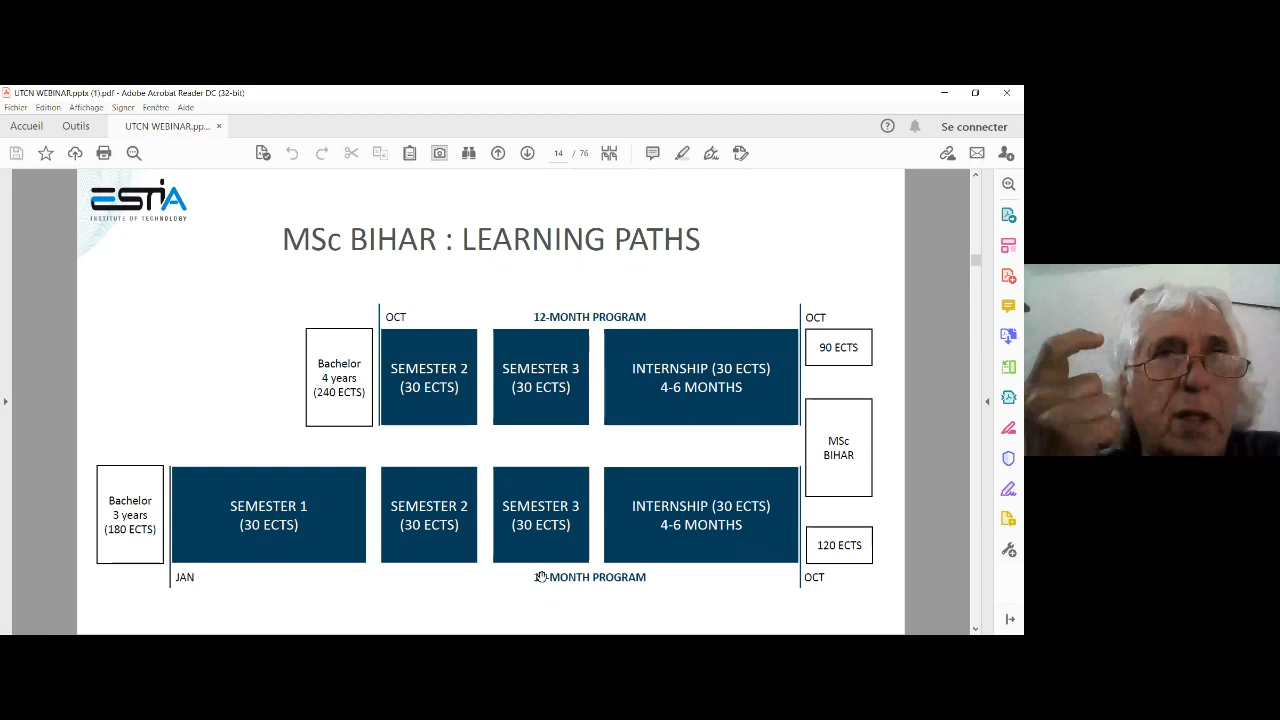 UTCN WEBINAR.pptx (1).pdf - Adobe Acrobat Reader DC (32-bit)
Fichier Edition Affichage Signer Fenêtre Aide
Accueil Outils UTCN WEBINAR.pp... × Se connecter
14 / 76
ESTIA
INSTITUTE OF TECHNOLOGY
MSc BIHAR : LEARNING PATHS
OCT 12-MONTH PROGRAM OCT
Bachelor
4 years
(240 ECTS)
SEMESTER 2
(30 ECTS)
SEMESTER 3
(30 ECTS)
INTERNSHIP (30 ECTS)
4-6 MONTHS
90 ECTS
MSc
BIHAR
Bachelor
3 years
(180 ECTS)
SEMESTER 1
(30 ECTS)
SEMESTER 2
(30 ECTS)
SEMESTER 3
(30 ECTS)
INTERNSHIP (30 ECTS)
4-6 MONTHS
120 ECTS
JAN -MONTH PROGRAM OCT